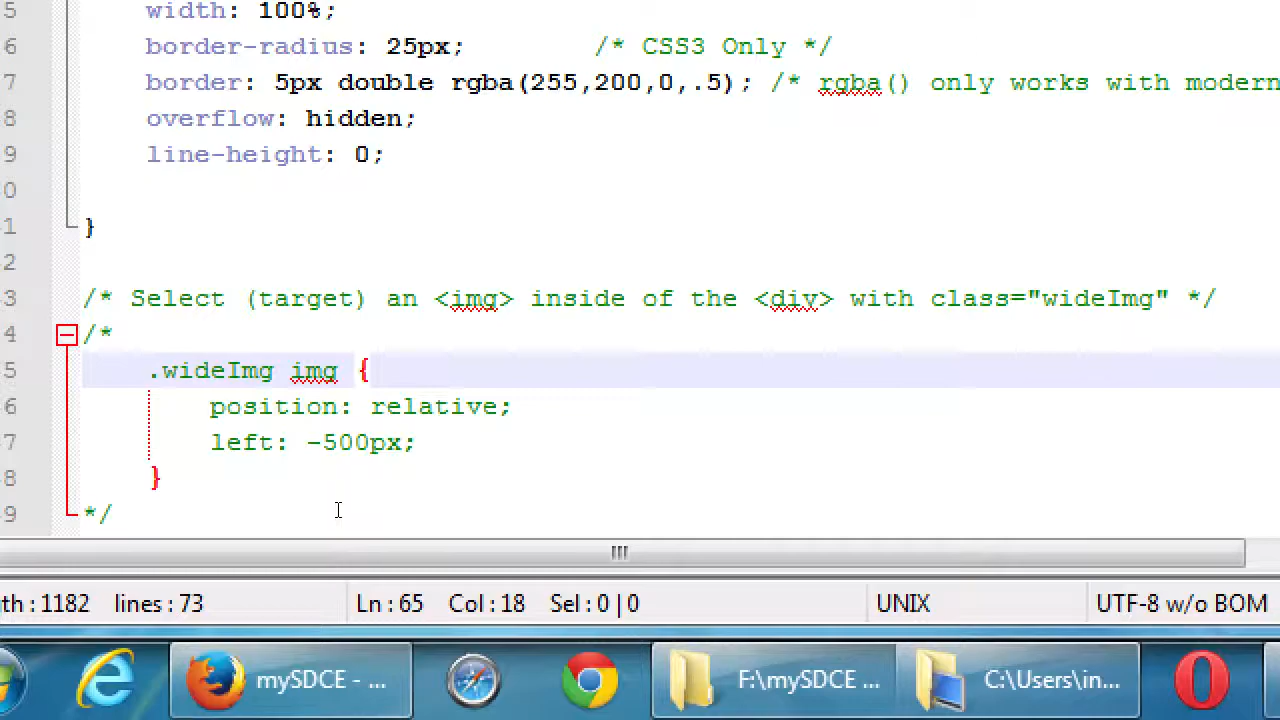 5 width: 100%;
6 border-radius: 25px; /* CSS3 Only */
7 border: 5px double rgba(255,200,0,.5); /* rgba() only works with modern
8 overflow: hidden;
9 line-height: 0;
0
1 }
2
3 /* Select (target) an <img> inside of the <div> with class="wideImg" */
4 /*
5 .wideImg img {
6 position: relative;
7 left: -500px;
8 }
9 */
th : 1182 lines : 73 Ln : 65 Col : 18 Sel : 0 | 0 UNIX UTF-8 w/o BOM
mySDCE - ... F:\mySDCE ... C:\Users\in...